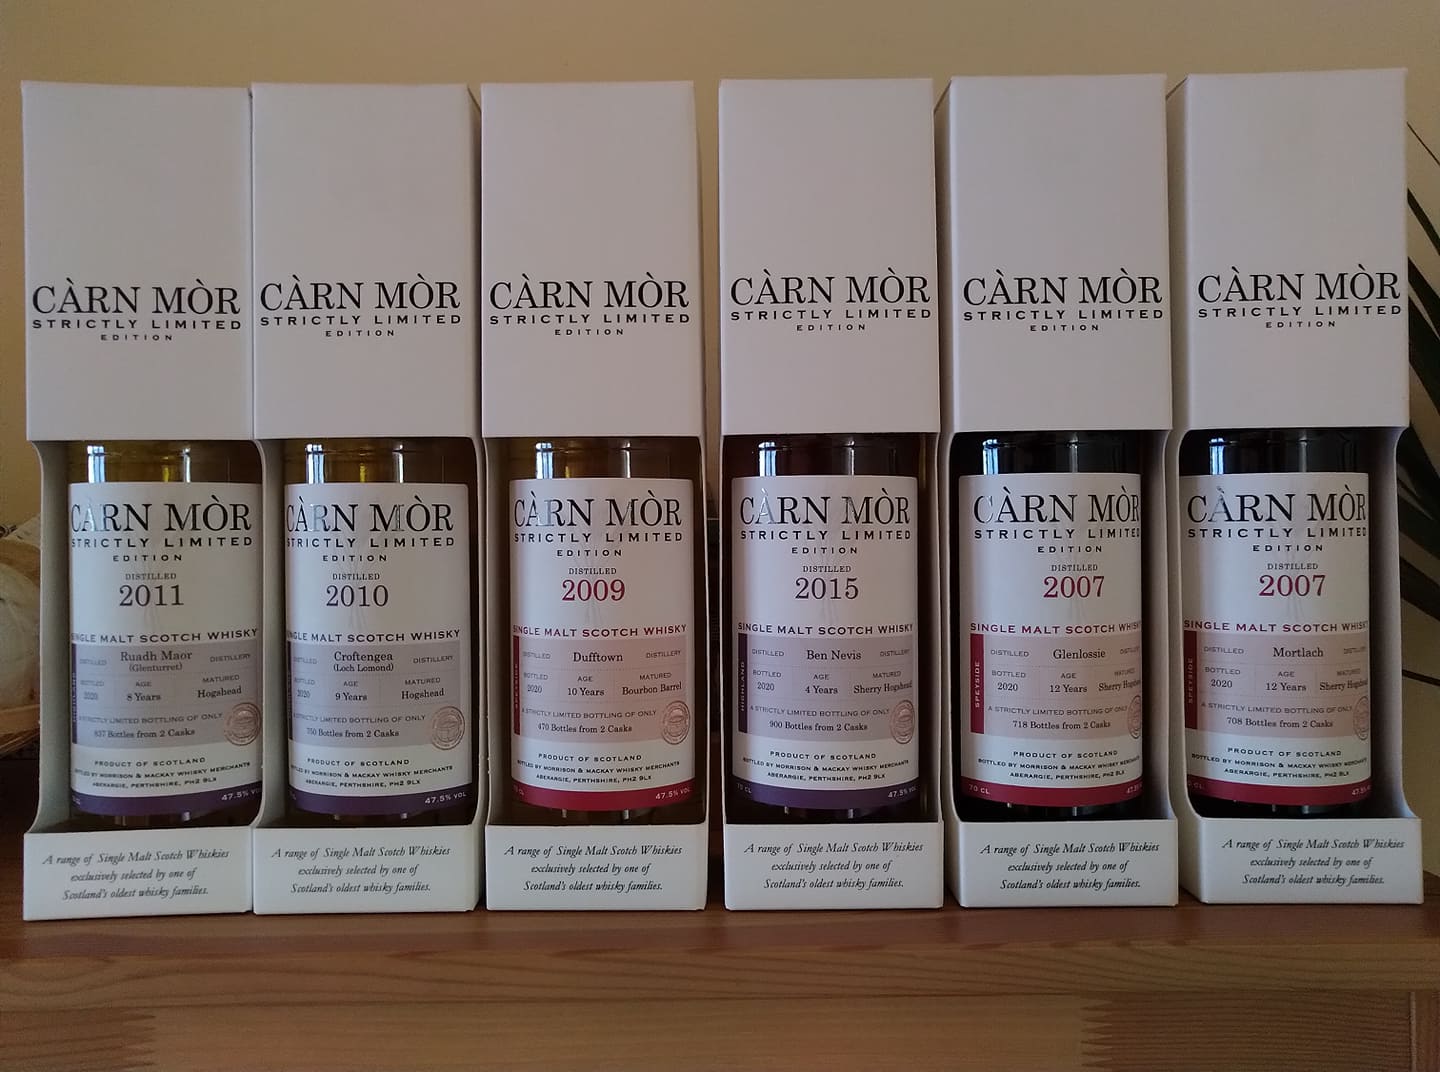 CÀRN MÒR
STRICTLY LIMITED
EDITION
CÀRN MÒR
STRICTLY LIMITED
EDITION
DISTILLED
2011
SINGLE MALT SCOTCH WHISKY
DISTILLED Ruadh Maor DISTILLERY
(Glenturret)
BOTTLED AGE MATURED
2020 8 Years Hogshead
A STRICTLY LIMITED BOTTLING OF ONLY
837 Bottles from 2 Casks
PRODUCT OF SCOTLAND
BOTTLED BY MORRISON & MACKAY WHISKY MERCHANTS
ABERARGIE, PERTHSHIRE, PH2 9LX
CL 47.5% VOL
A range of Single Malt Scotch Whiskies
exclusively selected by one of
Scotland's oldest whisky families.
CÀRN MÒR
STRICTLY LIMITED
EDITION
CÀRN MÒR
STRICTLY LIMITED
EDITION
DISTILLED
2010
SINGLE MALT SCOTCH WHISKY
DISTILLED Croftengea DISTILLERY
(Loch Lomond)
BOTTLED AGE MATURED
2020 9 Years Hogshead
A STRICTLY LIMITED BOTTLING OF ONLY
750 Bottles from 2 Casks
PRODUCT OF SCOTLAND
BOTTLED BY MORRISON & MACKAY WHISKY MERCHANTS
ABERARGIE, PERTHSHIRE, PH2 9LX
47.5% VOL
A range of Single Malt Scotch Whiskies
exclusively selected by one of
Scotland's oldest whisky families.
CÀRN MÒR
STRICTLY LIMITED
EDITION
CÀRN MÒR
STRICTLY LIMITED
EDITION
DISTILLED
2009
SINGLE MALT SCOTCH WHISKY
SPEYSIDE
DISTILLED Dufftown DISTILLERY
BOTTLED AGE MATURED
2020 10 Years Bourbon Barrel
A STRICTLY LIMITED BOTTLING OF ONLY
470 Bottles from 2 Casks
PRODUCT OF SCOTLAND
BOTTLED BY MORRISON & MACKAY WHISKY MERCHANTS
ABERARGIE, PERTHSHIRE, PH2 9LX
CL 47.5% VOL
A range of Single Malt Scotch Whiskies
exclusively selected by one of
Scotland's oldest whisky families.
CÀRN MÒR
STRICTLY LIMITED
EDITION
CÀRN MÒR
STRICTLY LIMITED
EDITION
DISTILLED
2015
SINGLE MALT SCOTCH WHISKY
HIGHLAND
DISTILLED Ben Nevis DISTILLERY
BOTTLED AGE MATURED
2020 4 Years Sherry Hogshead
A STRICTLY LIMITED BOTTLING OF ONLY
900 Bottles from 2 Casks
PRODUCT OF SCOTLAND
BOTTLED BY MORRISON & MACKAY WHISKY MERCHANTS
ABERARGIE, PERTHSHIRE, PH2 9LX
70 CL 47.5% VOL
A range of Single Malt Scotch Whiskies
exclusively selected by one of
Scotland's oldest whisky families.
CÀRN MÒR
STRICTLY LIMITED
EDITION
CÀRN MÒR
STRICTLY LIMITED
EDITION
DISTILLED
2007
SINGLE MALT SCOTCH WHISKY
SPEYSIDE
DISTILLED Glenlossie
BOTTLED AGE MATURED
2020 12 Years Sherry Hogshead
A STRICTLY LIMITED BOTTLING OF ONLY
718 Bottles from 2 Casks
PRODUCT OF SCOTLAND
BOTTLED BY MORRISON & MACKAY WHISKY MERCHANTS
ABERARGIE, PERTHSHIRE, PH2 9LX
70 CL 47.5%
A range of Single Malt Scotch Whiskies
exclusively selected by one of
Scotland's oldest whisky families.
CÀRN MÒR
STRICTLY LIMITED
EDITION
CÀRN MÒR
STRICTLY LIMITED
EDITION
DISTILLED
2007
SINGLE MALT SCOTCH WHISKY
SPEYSIDE
DISTILLED Mortlach DISTILLERY
BOTTLED AGE MATURED
2020 12 Years Sherry Hogshead
A STRICTLY LIMITED BOTTLING OF ONLY
708 Bottles from 2 Casks
PRODUCT OF SCOTLAND
BOTTLED BY MORRISON & MACKAY WHISKY MERCHANTS
ABERARGIE, PERTHSHIRE, PH2 9LX
CL 47.5%
A range of Single Malt Scotch Whiskies
exclusively selected by one of
Scotland's oldest whisky families.